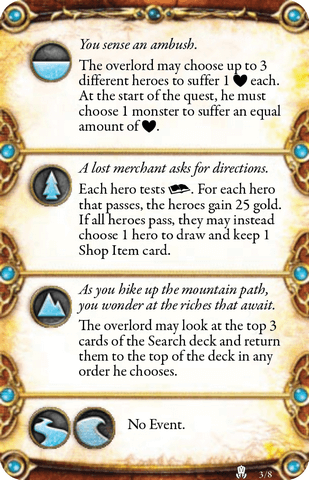 You sense an ambush.
The overlord may choose up to 3
different heroes to suffer 1 ♥ each.
At the start of the quest, he must
choose 1 monster to suffer an equal
amount of ♥.
A lost merchant asks for directions.
Each hero tests . For each hero
that passes, the heroes gain 25 gold.
If all heroes pass, they may instead
choose 1 hero to draw and keep 1
Shop Item card.
As you hike up the mountain path,
you wonder at the riches that await.
The overlord may look at the top 3
cards of the Search deck and return
them to the top of the deck in any
order he chooses.
No Event.
3/8